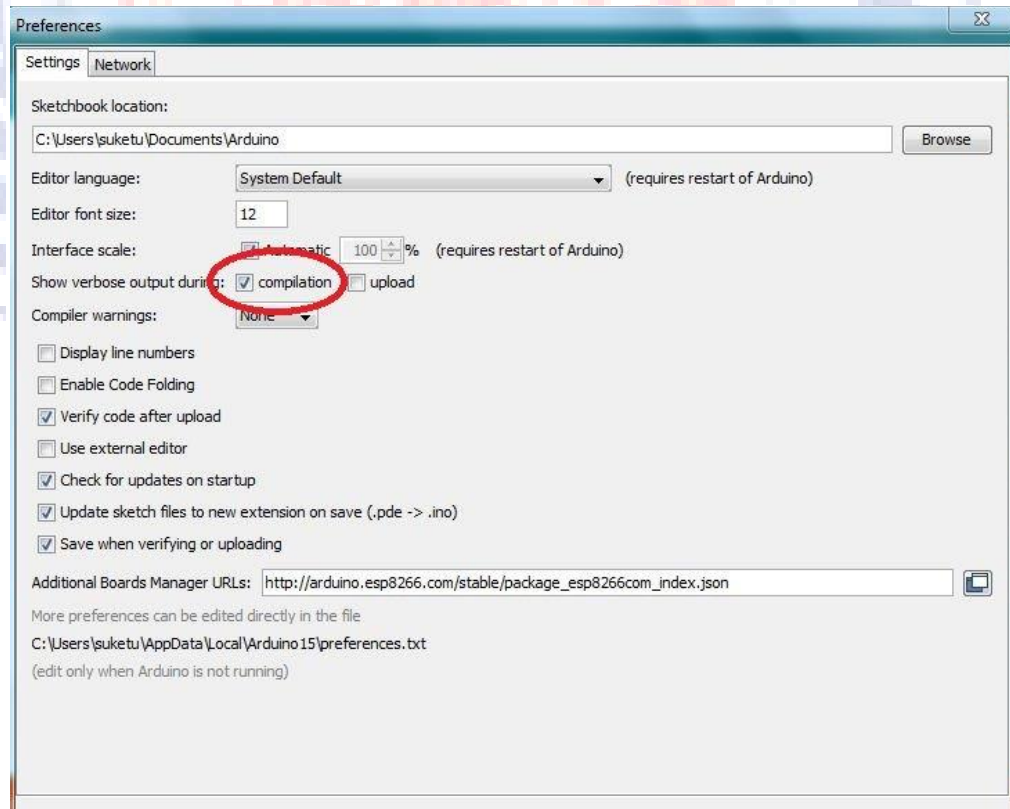 Preferences
Settings Network
Sketchbook location:
C:\Users\suketu\Documents\Arduino Browse
Editor language: System Default (requires restart of Arduino)
Editor font size: 12
Interface scale: Automatic 100 % (requires restart of Arduino)
Show verbose output during: compilation upload
Compiler warnings: None
Display line numbers
Enable Code Folding
Verify code after upload
Use external editor
Check for updates on startup
Update sketch files to new extension on save (.pde -> .ino)
Save when verifying or uploading
Additional Boards Manager URLs: http://arduino.esp8266.com/stable/package_esp8266com_index.json
More preferences can be edited directly in the file
C:\Users\suketu\AppData\Local\Arduino15\preferences.txt
(edit only when Arduino is not running)